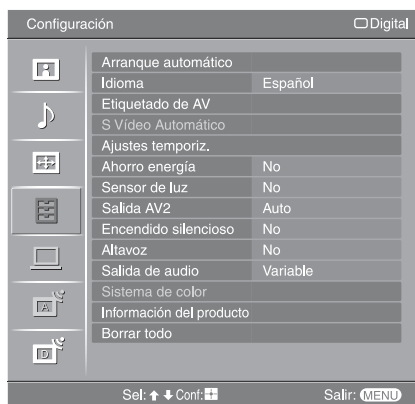 Configuración Digital
Arranque automático
Idioma Español
Etiquetado de AV
S Vídeo Automático
Ajustes temporiz.
Ahorro energía No
Sensor de luz No
Salida AV2 Auto
Encendido silencioso No
Altavoz No
Salida de audio Variable
Sistema de color
Información del producto
Borrar todo
A
D
Sel: Conf: Salir: MENU